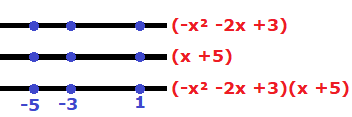 (-x² -2x +3)
(x +5)
(-x² -2x +3)(x +5)
-5 -3 1